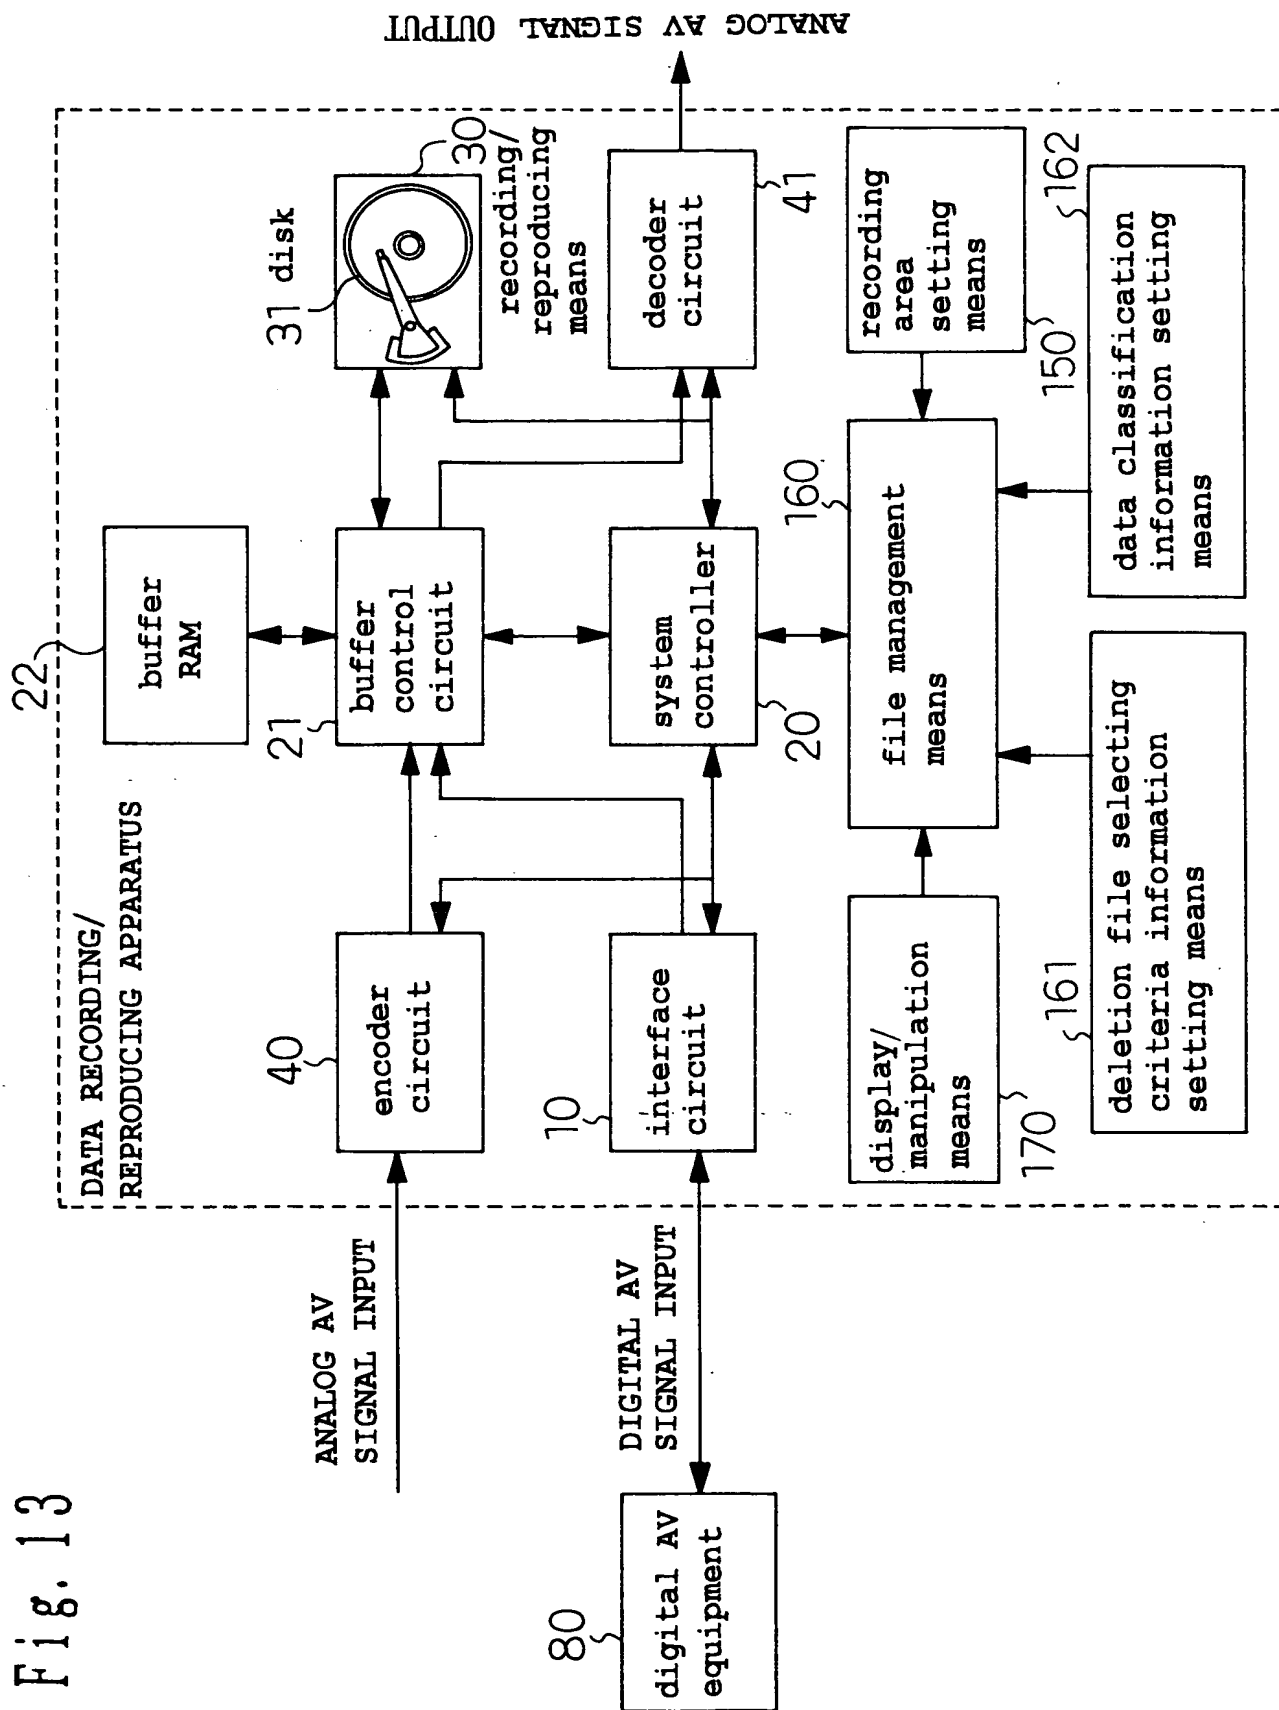 Fig. 13
DATA RECORDING/
REPRODUCING APPARATUS
22
buffer
RAM
ANALOG AV
SIGNAL INPUT
40
encoder
circuit
21
buffer
control
circuit
31 disk
30
recording/
reproducing
means
80
digital AV
equipment
DIGITAL AV
SIGNAL INPUT
10
interface
circuit
20
system
controller
decoder
circuit
41
ANALOG AV SIGNAL OUTPUT
display/
manipulation
means
170
160
file management
means
recording
area
setting
means
150
161
deletion file selecting
criteria information
setting means
162
data classification
information setting
means